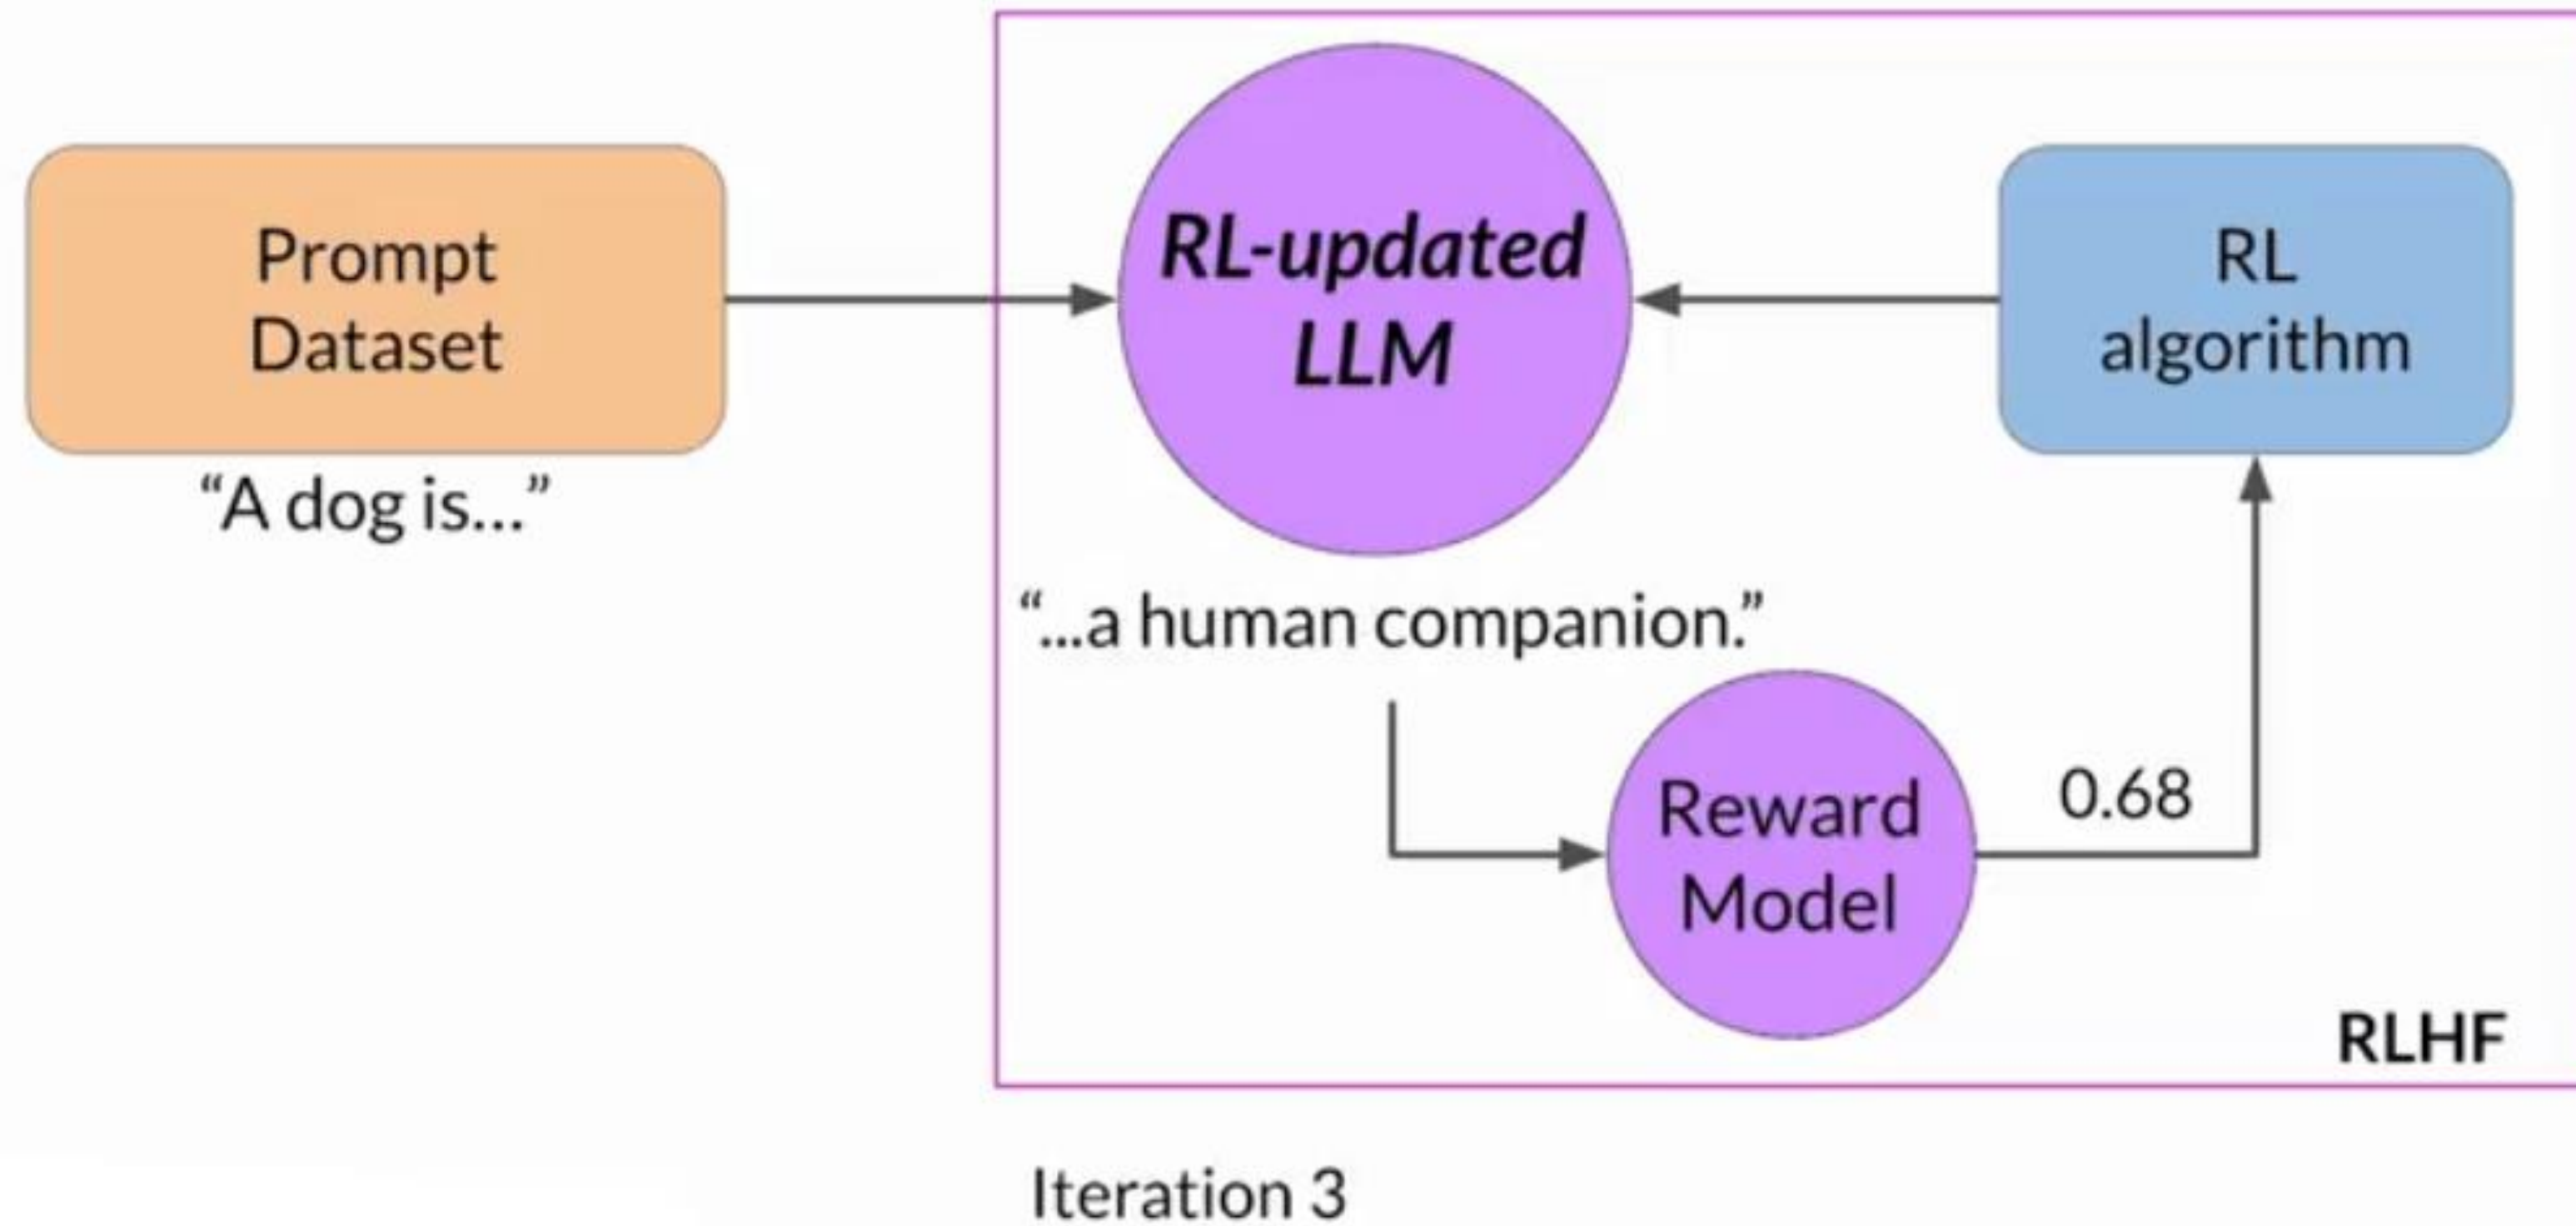 Prompt
Dataset
“A dog is...”
RL-updated
LLM
“...a human companion.”
RL
algorithm
Reward
Model
0.68
RLHF
Iteration 3